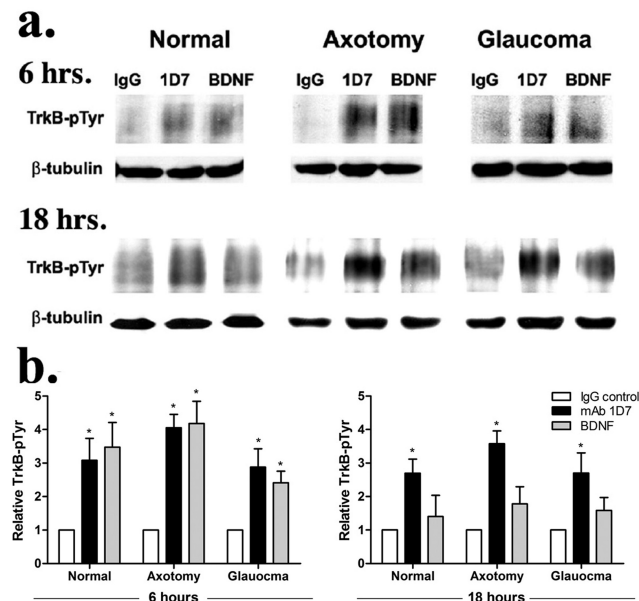 a.
Normal Axotomy Glaucoma
6 hrs.
IgG 1D7 BDNF IgG 1D7 BDNF IgG 1D7 BDNF
TrkB-pTyr
β-tubulin
18 hrs.
TrkB-pTyr
β-tubulin
b.
Relative TrkB-pTyr
5
4
3
2
1
0
* * * * * *
Normal Axotomy Glauocma
6 hours
Relative TrkB-pTyr
5
4
3
2
1
0
* * *
IgG control
mAb 1D7
BDNF
Normal Axotomy Glaucoma
18 hours